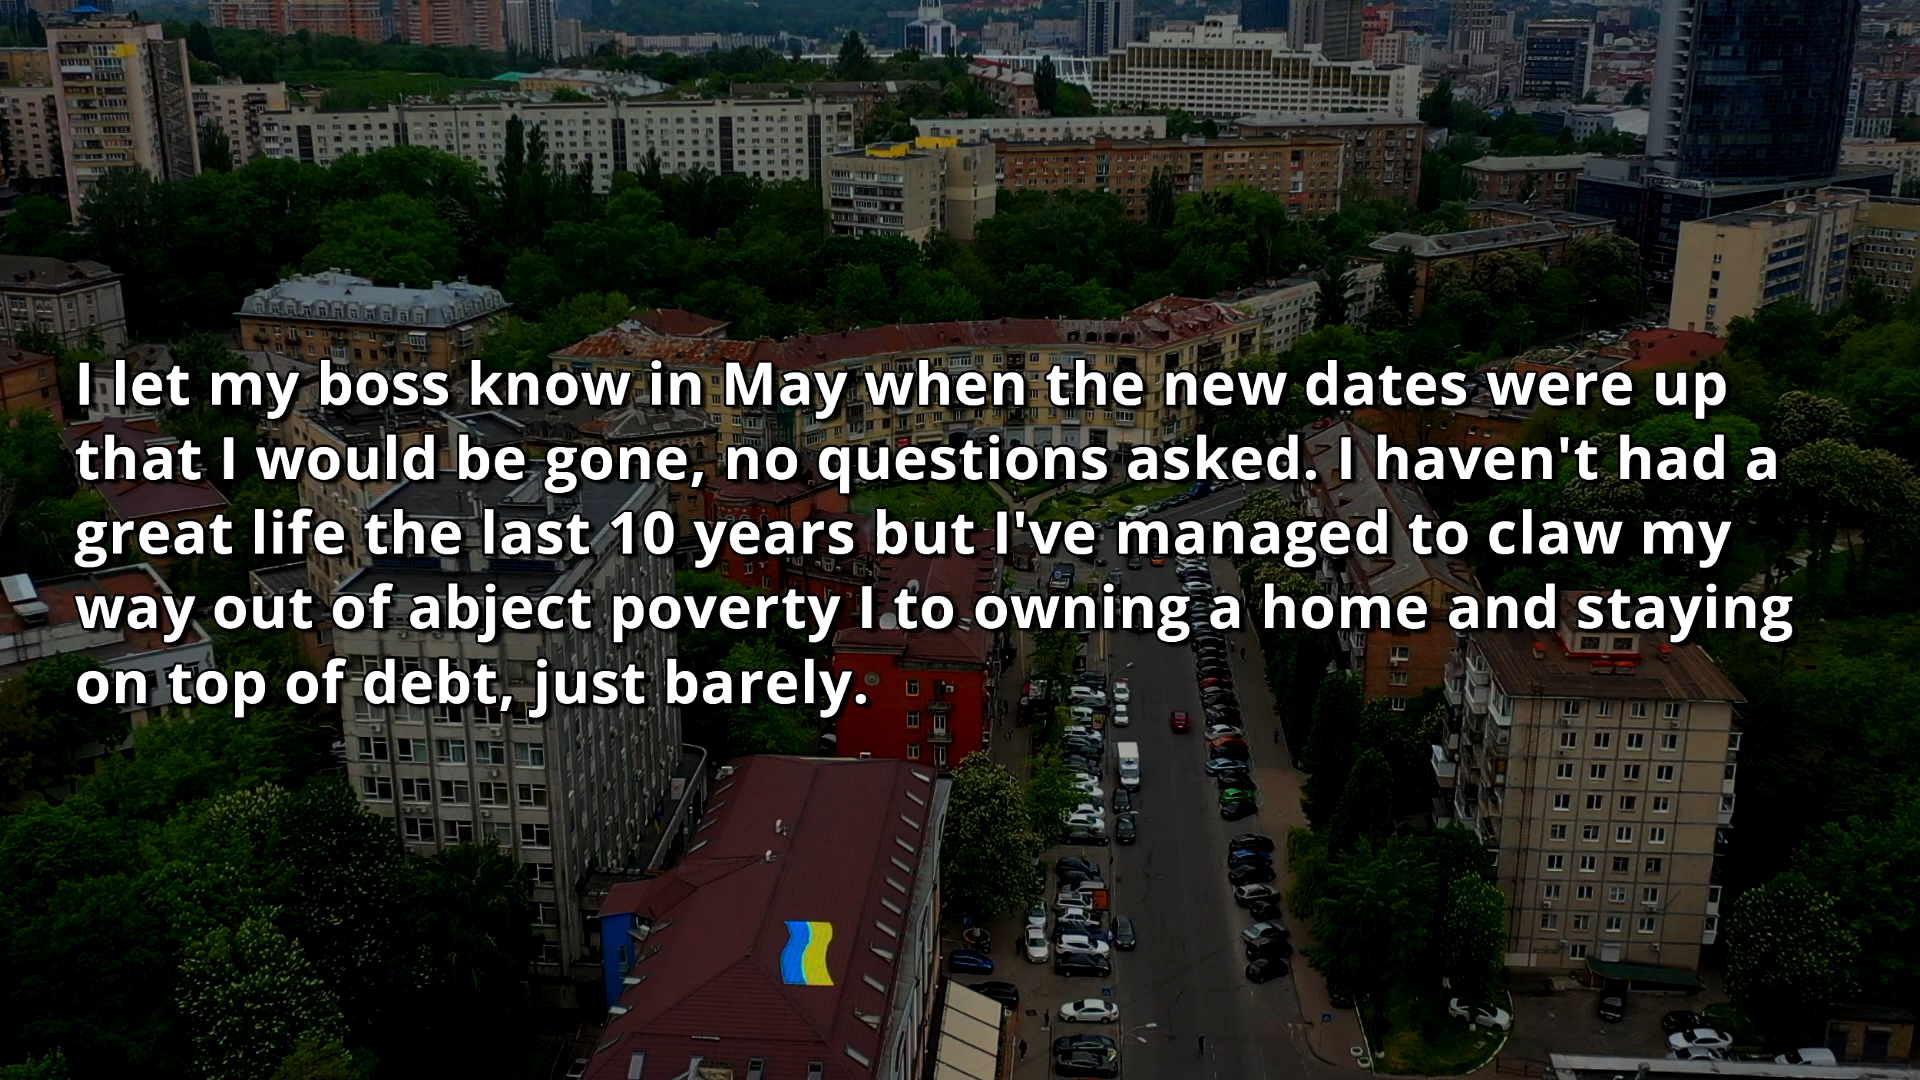 I let my boss know in May when the new dates were up
that I would be gone, no questions asked. I haven't had a
great life the last 10 years but I've managed to claw my
way out of abject poverty I to owning a home and staying
on top of debt, just barely.